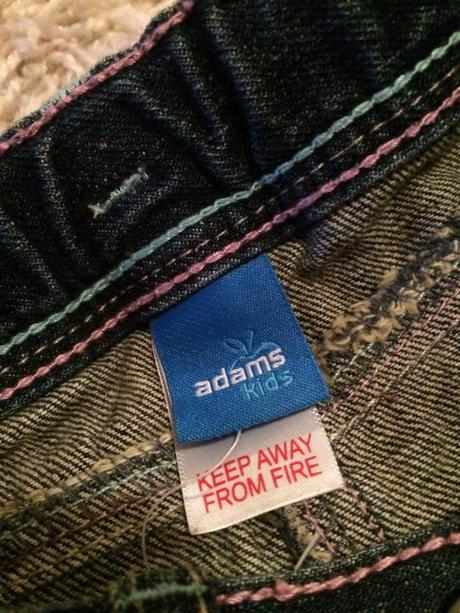 adams
kids
KEEP AWAY
FROM FIRE